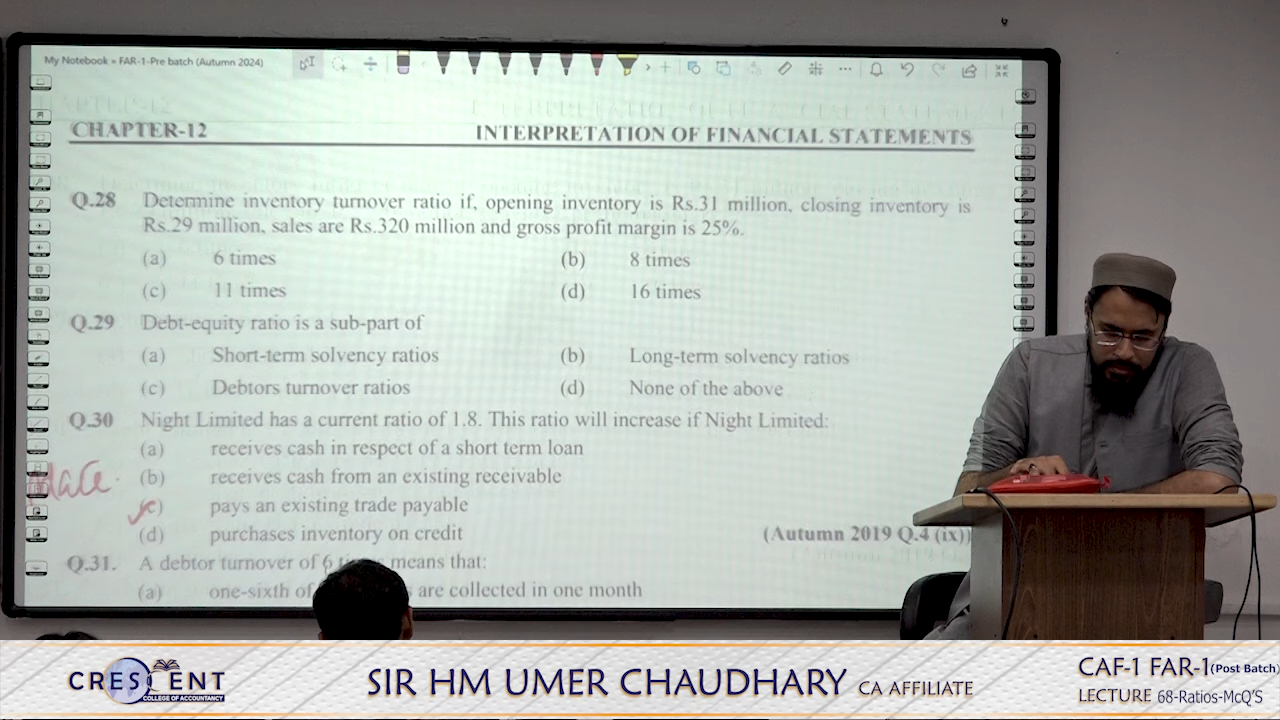 My Notebook » FAR-1-Pre batch (Autumn 2024)
CHAPTER-12 INTERPRETATION OF FINANCIAL STATEMENTS
Q.28 Determine inventory turnover ratio if, opening inventory is Rs.31 million, closing inventory is
Rs.29 million, sales are Rs.320 million and gross profit margin is 25%.
(a) 6 times (b) 8 times
(c) 11 times (d) 16 times
Q.29 Debt-equity ratio is a sub-part of
(a) Short-term solvency ratios (b) Long-term solvency ratios
(c) Debtors turnover ratios (d) None of the above
Q.30 Night Limited has a current ratio of 1.8. This ratio will increase if Night Limited:
(a) receives cash in respect of a short term loan
(b) receives cash from an existing receivable
pays an existing trade payable
(d) purchases inventory on credit (Autumn 2019 Q.4 (ix))
Q.31. A debtor turnover of 6 means that:
(a) one-sixth of are collected in one month
CRESCENT
COLLEGE OF ACCOUNTANCY
SIR HM UMER CHAUDHARY CA AFFILIATE
CAF-1 FAR-1(Post Batch)
LECTURE 68-Ratios-McQ'S